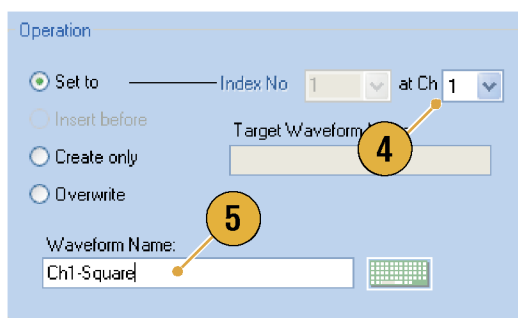 Operation
Set to Index No 1 at Ch 1
Insert before
Target Waveform
4
Create only
Overwrite
5
Waveform Name:
Ch1-Square